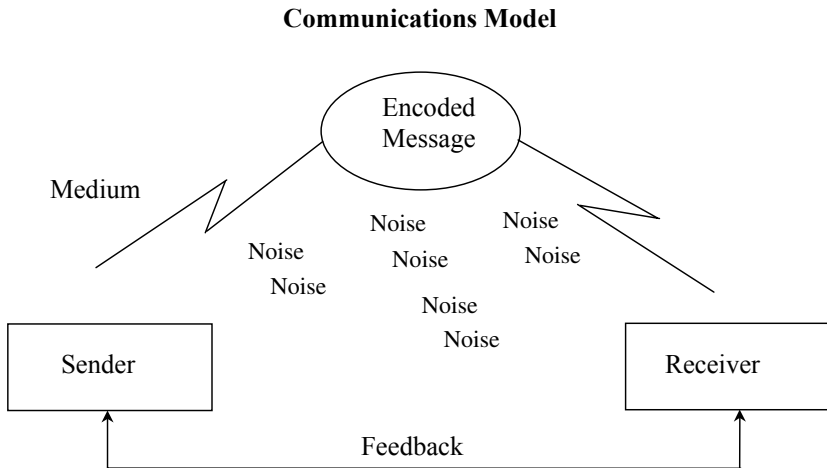 Communications Model
Encoded
Message
Medium
Noise
Noise
Noise
Noise
Noise
Noise
Noise
Noise
Sender
Receiver
Feedback